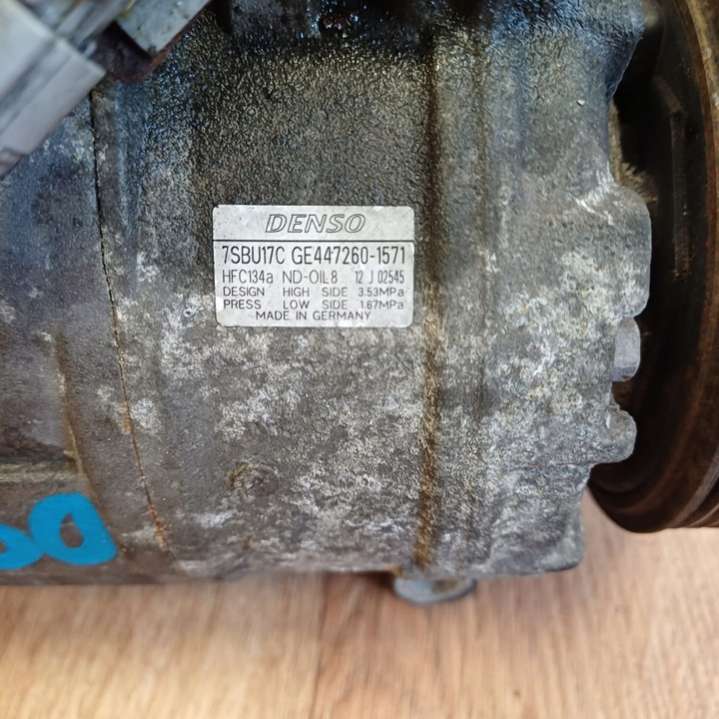 DENSO
7SBU17C GE447260-1571
HFC134a ND-OIL8 12 J 02545
DESIGN HIGH SIDE 3.53MPa
PRESS LOW SIDE 1.67MPa
MADE IN GERMANY